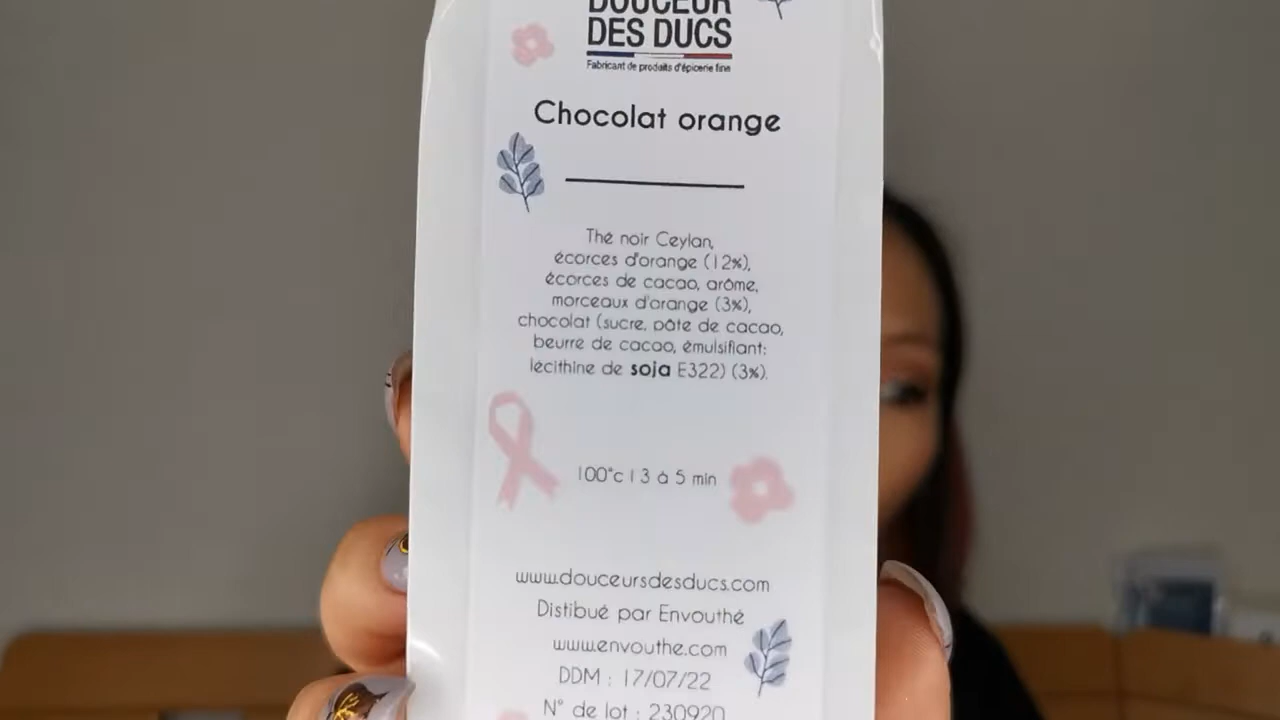 DOUCEUR
DES DUCS
Fabricant de produits d'épicerie fine
Chocolat orange
Thé noir Ceylan,
écorces d'orange (12%),
écorces de cacao, arôme,
morceaux d'orange (3%),
chocolat (sucre, pâte de cacao,
beurre de cacao, émulsifiant:
lécithine de soja E322) (3%).
100°c | 3 à 5 min
www.douceursdesducs.com
Distibué par Envouthé
www.envouthe.com
DDM : 17/07/22
N° de lot : 230920